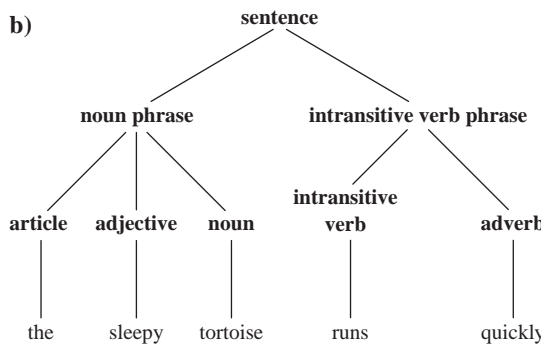 b)
sentence
noun phrase intransitive verb phrase
intransitive
article adjective noun verb adverb
the sleepy tortoise runs quickly